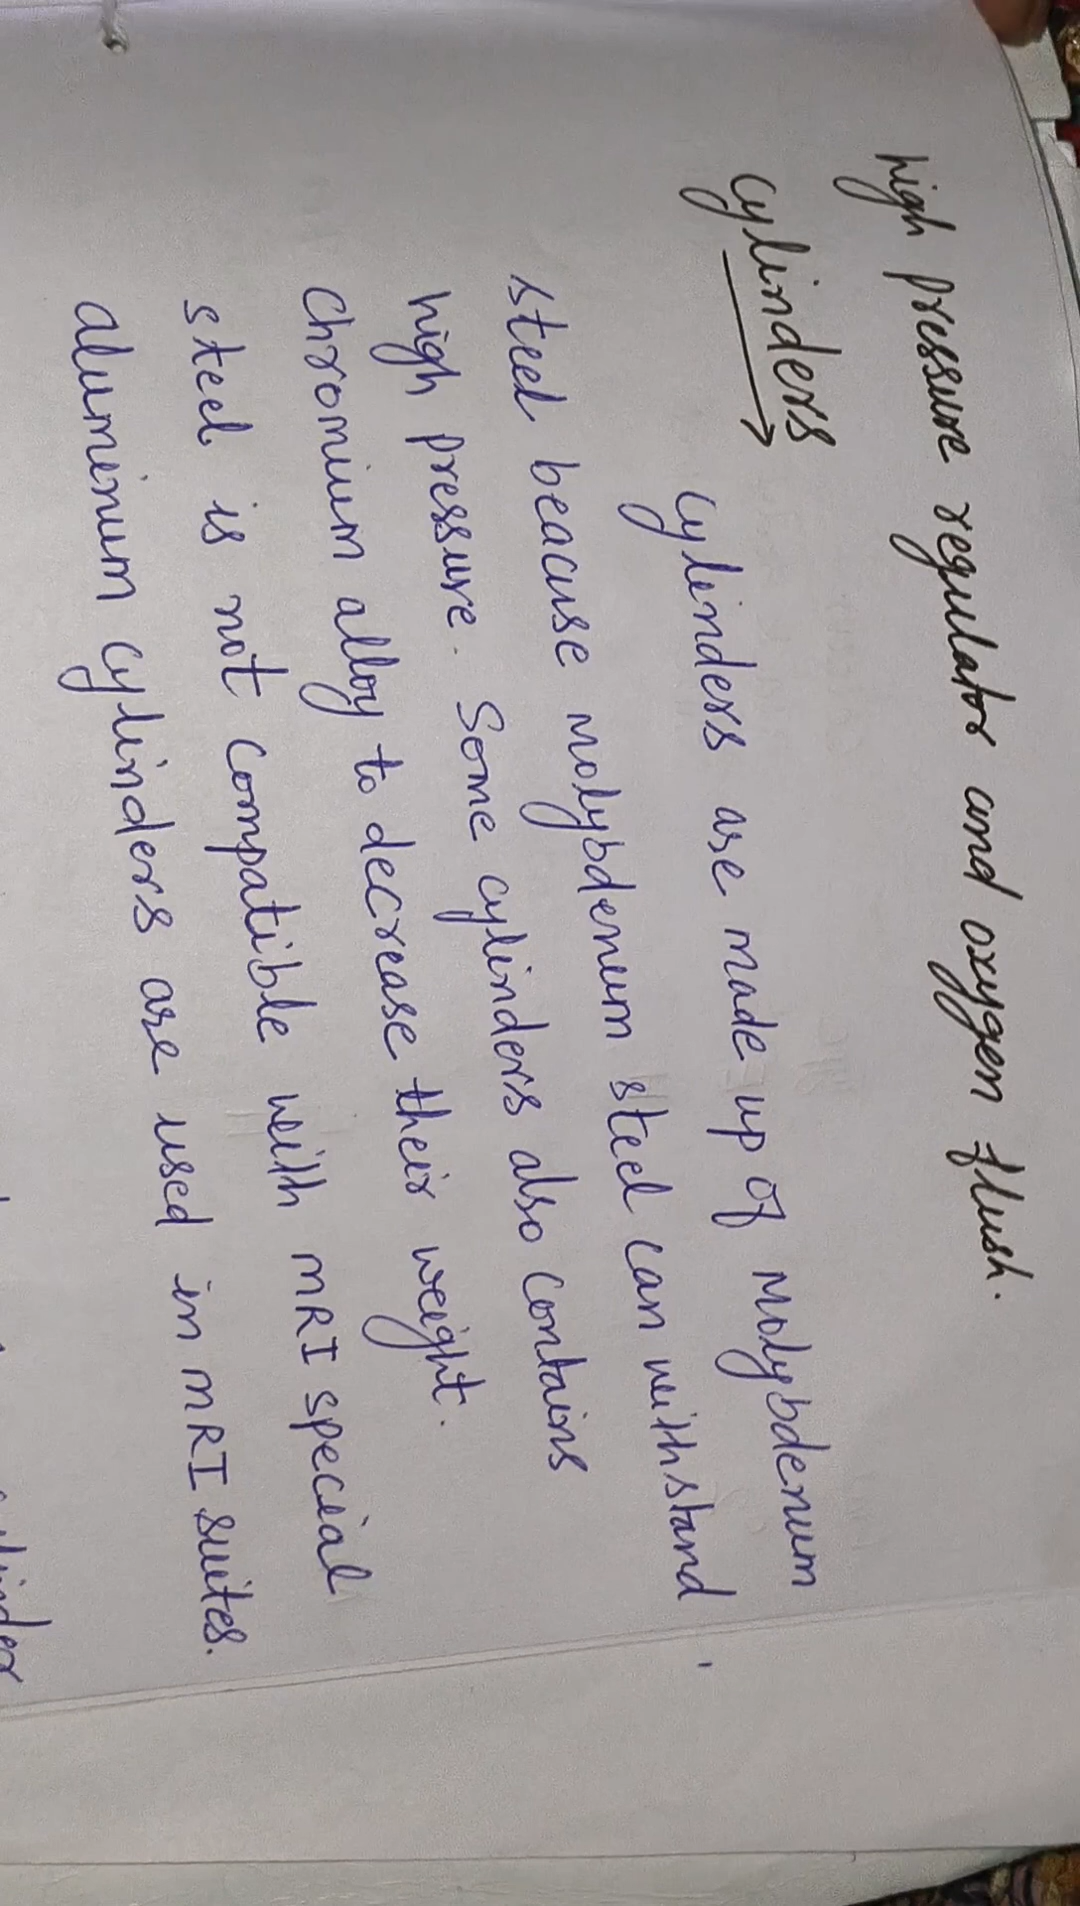 high pressure regulator and oxygen flush.
cylinders
cylinders are made up of molybdenum
steel beacuse molybdenum steel can withstand
high pressure. Some cylinders also contains
chromium alloy to decrease their weight.
steel is not compatible with MRI special
aluminum cylinders are used in MRI suites.